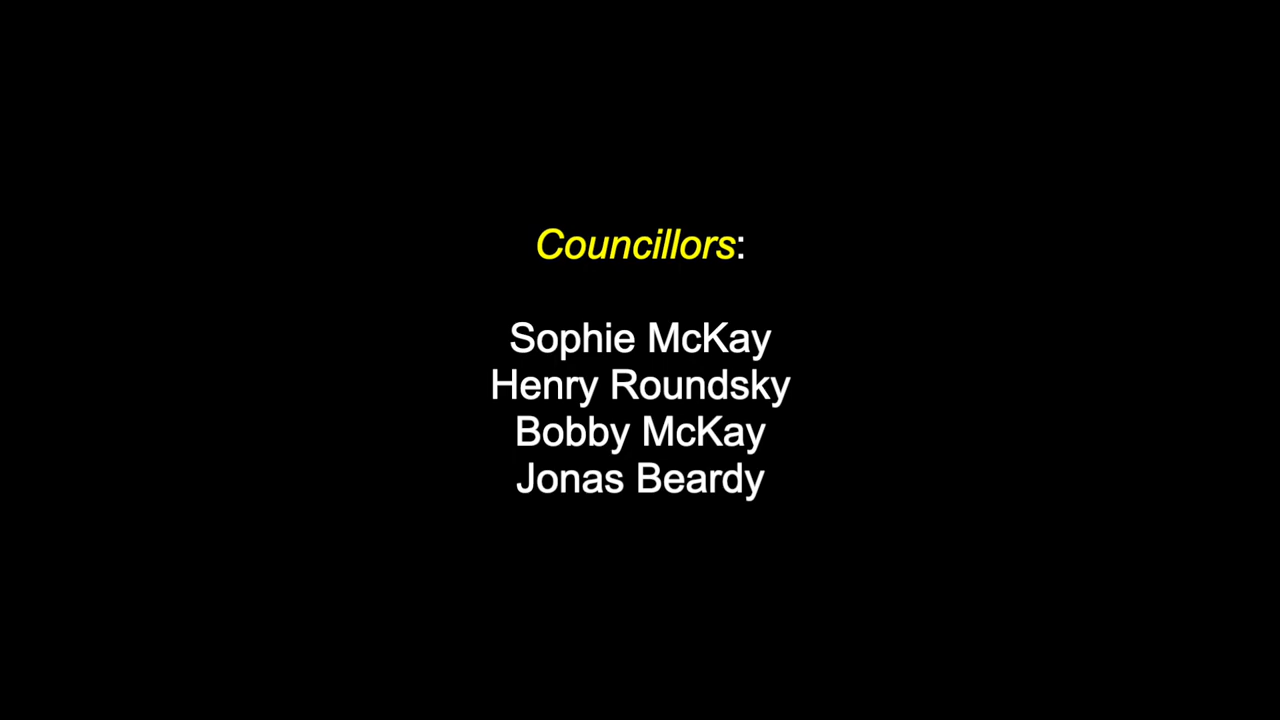 Councillors:
Sophie McKay
Henry Roundsky
Bobby McKay
Jonas Beardy